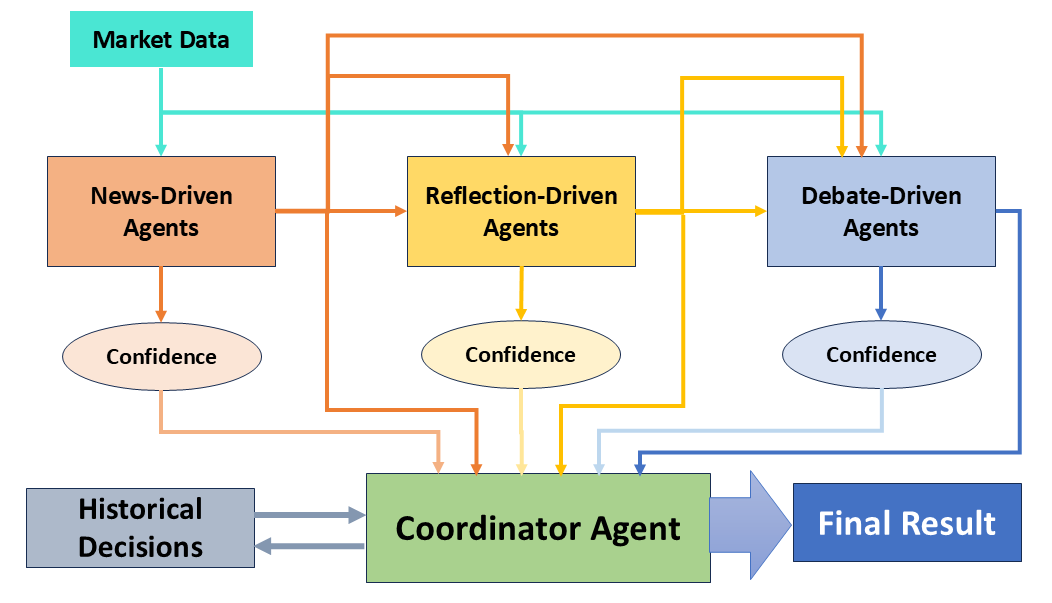 Market Data
News-Driven
Agents
Reflection-Driven
Agents
Debate-Driven
Agents
Confidence
Confidence
Confidence
Historical
Decisions
Coordinator Agent
Final Result